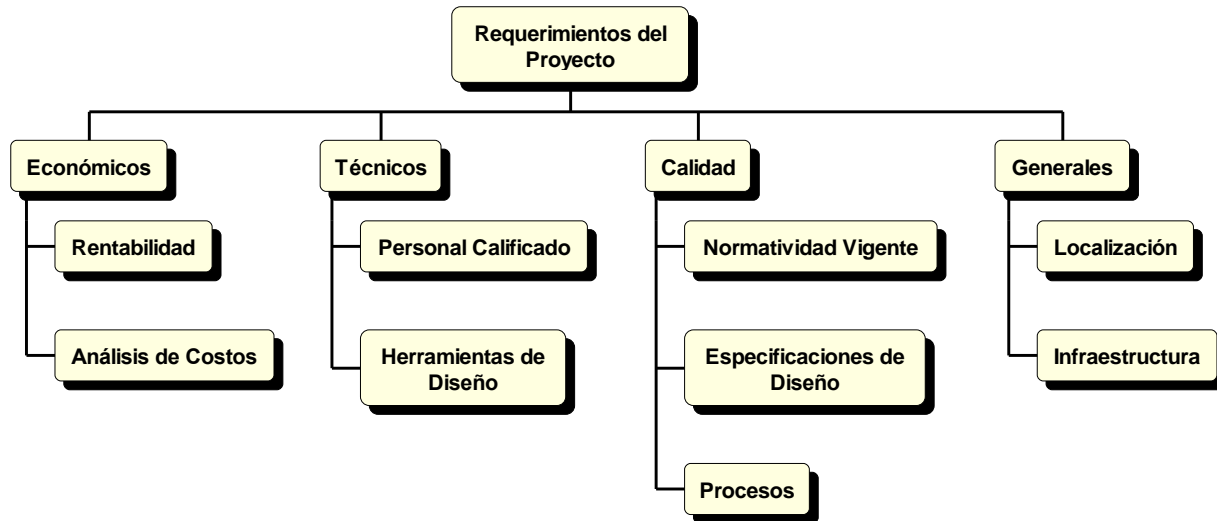 Requerimientos del
Proyecto
Económicos
Técnicos
Calidad
Generales
Rentabilidad
Personal Calificado
Normatividad Vigente
Localización
Análisis de Costos
Herramientas de
Diseño
Especificaciones de
Diseño
Infraestructura
Procesos